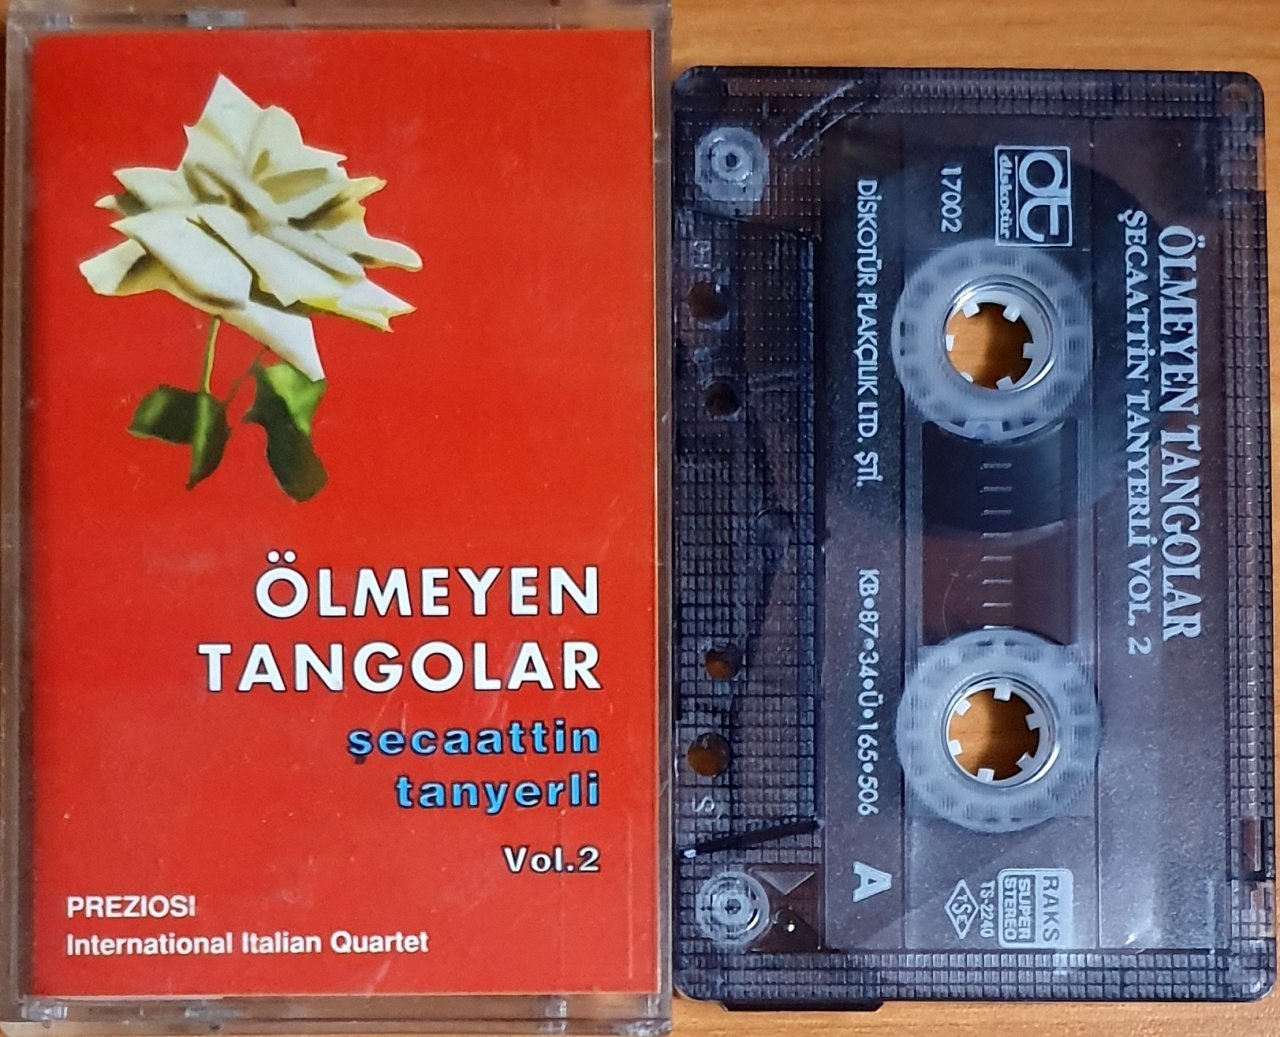 ÖLMEYEN
TANGOLAR
şecaattin
tanyerli
Vol.2
PREZIOSI
International Italian Quartet
ÖLMEYEN TANGOLAR
ŞECAATTİN TANYERLİ VOL. 2
dt
diskotür
17002
DİSKOTÜR PLAKÇILIK LTD. ŞTİ.
KB•87•34•Ü•165•506
A
RAKS
SUPER
STEREO
TS-2240
TSE